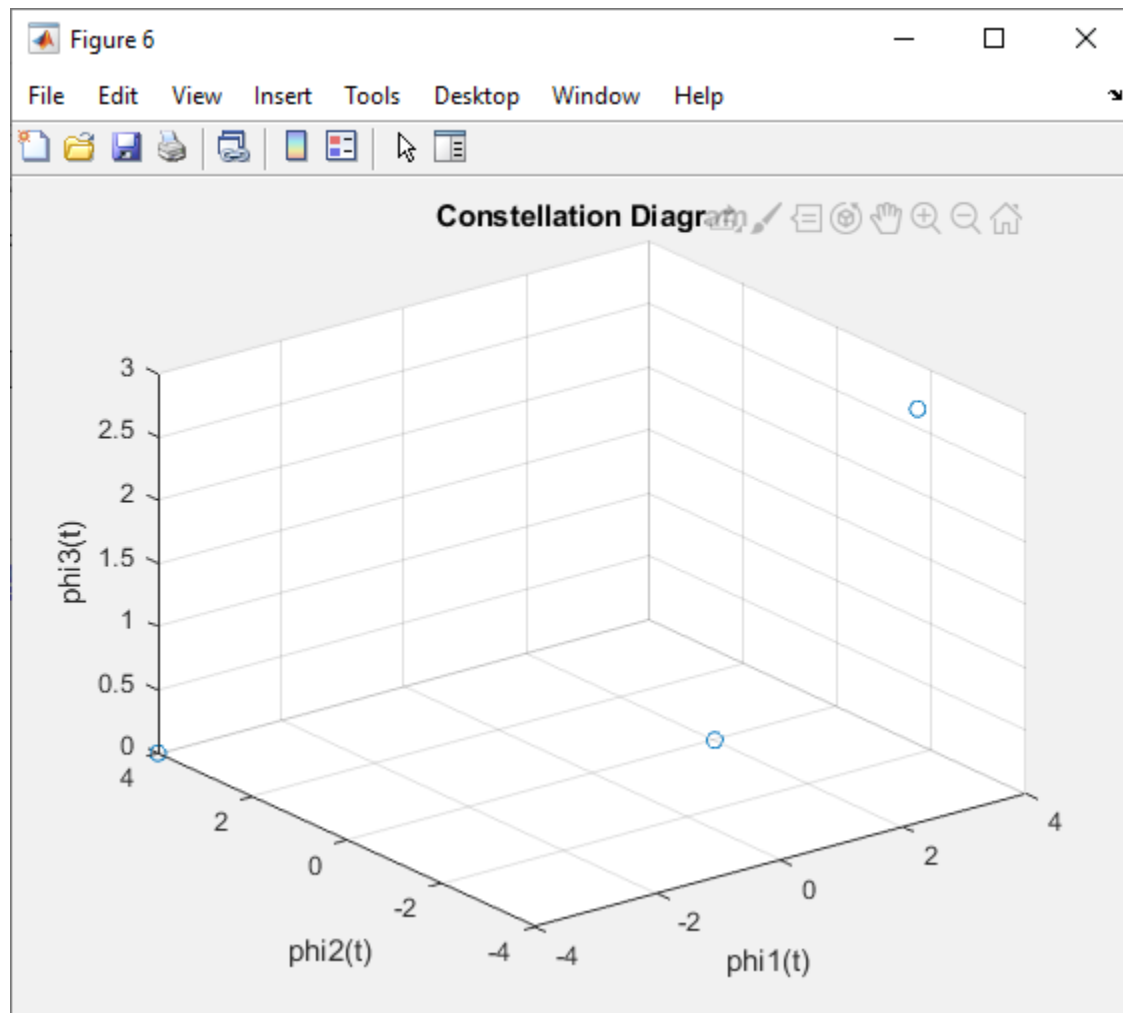 Figure 6
File Edit View Insert Tools Desktop Window Help
Constellation Diagram
3
2.5
2
1.5
1
0.5
0
phi3(t)
4
2
0
-2
-4
phi2(t)
-4
-2
0
2
4
phi1(t)